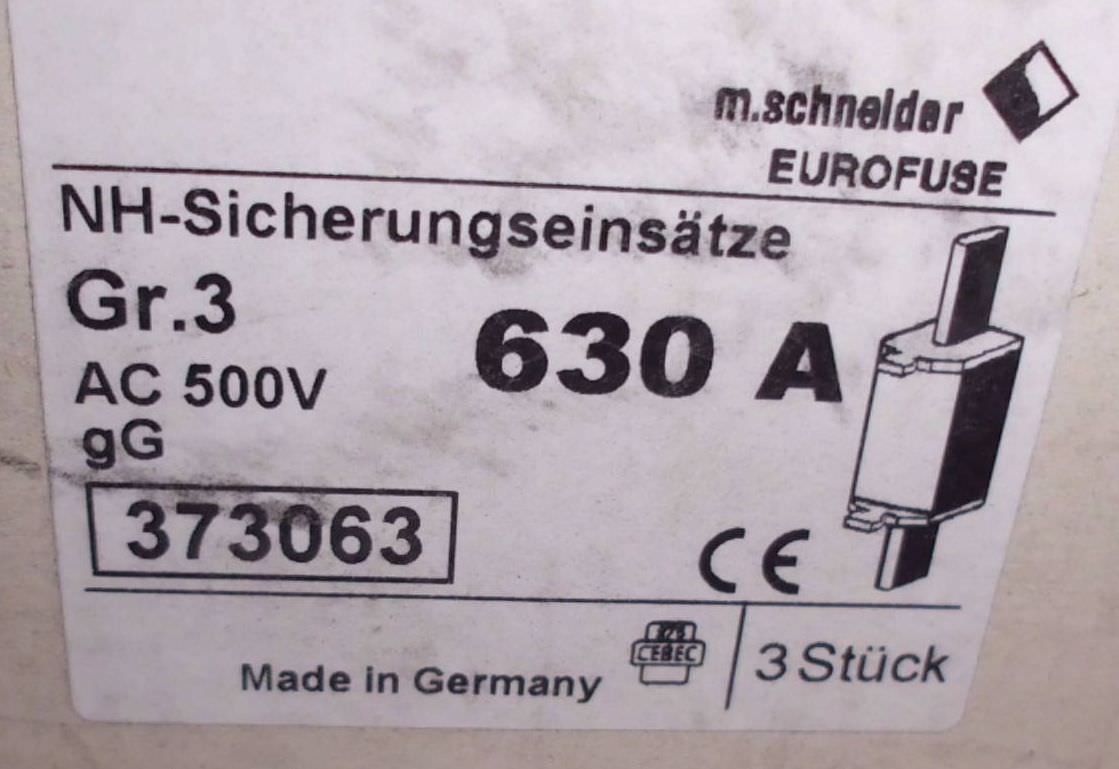 m.schneider
EUROFUSE
NH-Sicherungseinsätze
Gr.3
630 A
AC 500V
gG
373063
CE
Made in Germany
CEBEC
3 Stück